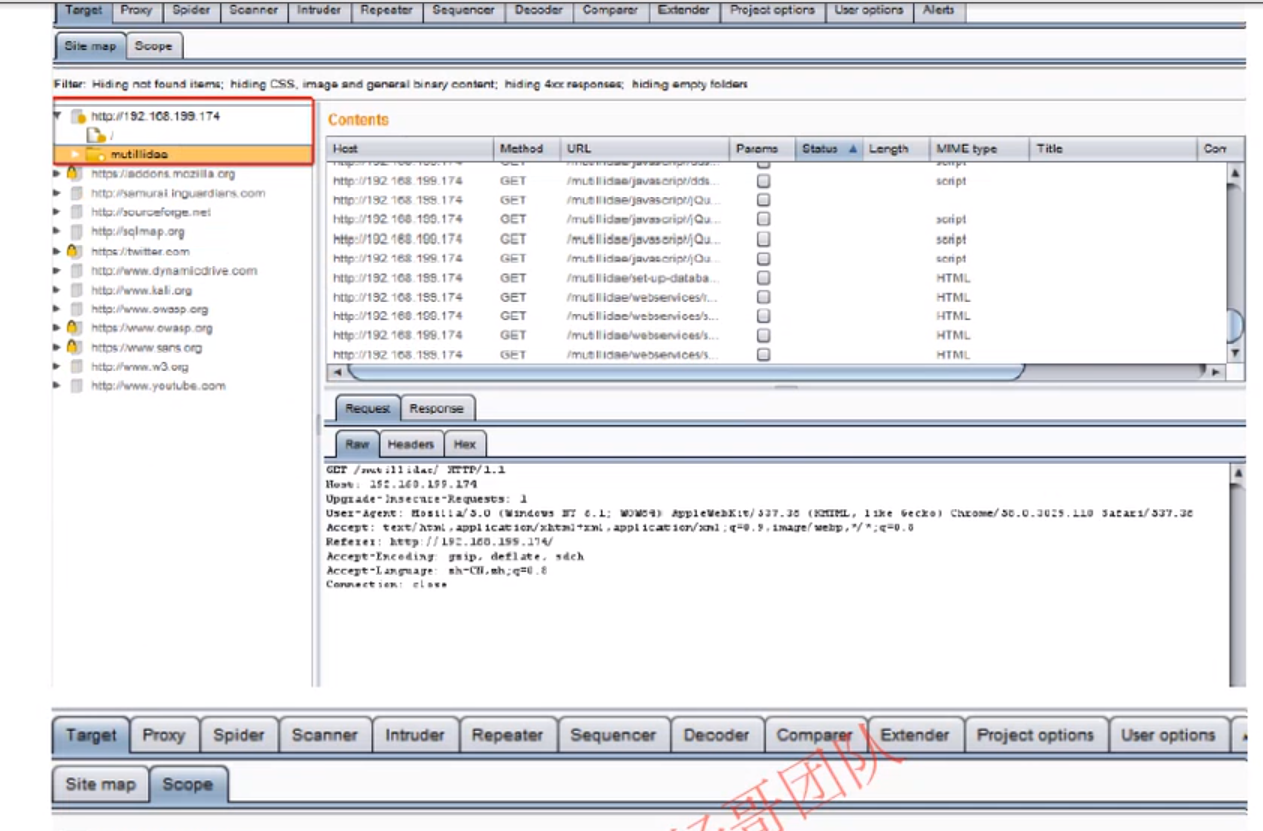 Target Proxy Spider Scanner Intruder Repeater Sequencer Decoder Comparer Extender Project options User options Alerts
Site map Scope
Filter: Hiding not found items; hiding CSS, image and general binary content; hiding 4xx responses; hiding empty folders
http://192.168.199.174
/
mutillidae
https://addons.mozilla.org
http://samurai.inguardians.com
http://sourceforge.net
http://sqlmap.org
https://twitter.com
http://www.dynamicdrive.com
http://www.kali.org
http://www.owasp.org
https://www.owasp.org
https://www.sans.org
http://www.w3.org
http://www.youtube.com
Contents
Host Method URL Params Status Length MIME type Title Com
http://192.168.199.174 GET /mutillidae/javascript/dds... script
http://192.168.199.174 GET /mutillidae/javascript/dds... script
http://192.168.199.174 GET /mutillidae/javascript/jQu...
http://192.168.199.174 GET /mutillidae/javascript/jQu... script
http://192.168.199.174 GET /mutillidae/javascript/jQu... script
http://192.168.199.174 GET /mutillidae/javascript/jQu... script
http://192.168.199.174 GET /mutillidae/set-up-databa... HTML
http://192.168.199.174 GET /mutillidae/webservices/r... HTML
http://192.168.199.174 GET /mutillidae/webservices/s... HTML
http://192.168.199.174 GET /mutillidae/webservices/s... HTML
http://192.168.199.174 GET /mutillidae/webservices/s... HTML
Request Response
Raw Headers Hex
GET /mutillidae/ HTTP/1.1
Host: 192.168.199.174
Upgrade-Insecure-Requests: 1
User-Agent: Mozilla/5.0 (Windows NT 6.1; WOW64) AppleWebKit/537.36 (KHTML, like Gecko) Chrome/58.0.3029.110 Safari/537.36
Accept: text/html,application/xhtml+xml,application/xml;q=0.9,image/webp,*/*;q=0.8
Referer: http://192.168.199.174/
Accept-Encoding: gzip, deflate, sdch
Accept-Language: zh-CN,zh;q=0.8
Connection: close
Target Proxy Spider Scanner Intruder Repeater Sequencer Decoder Comparer Extender Project options User options
Site map Scope
哥团队